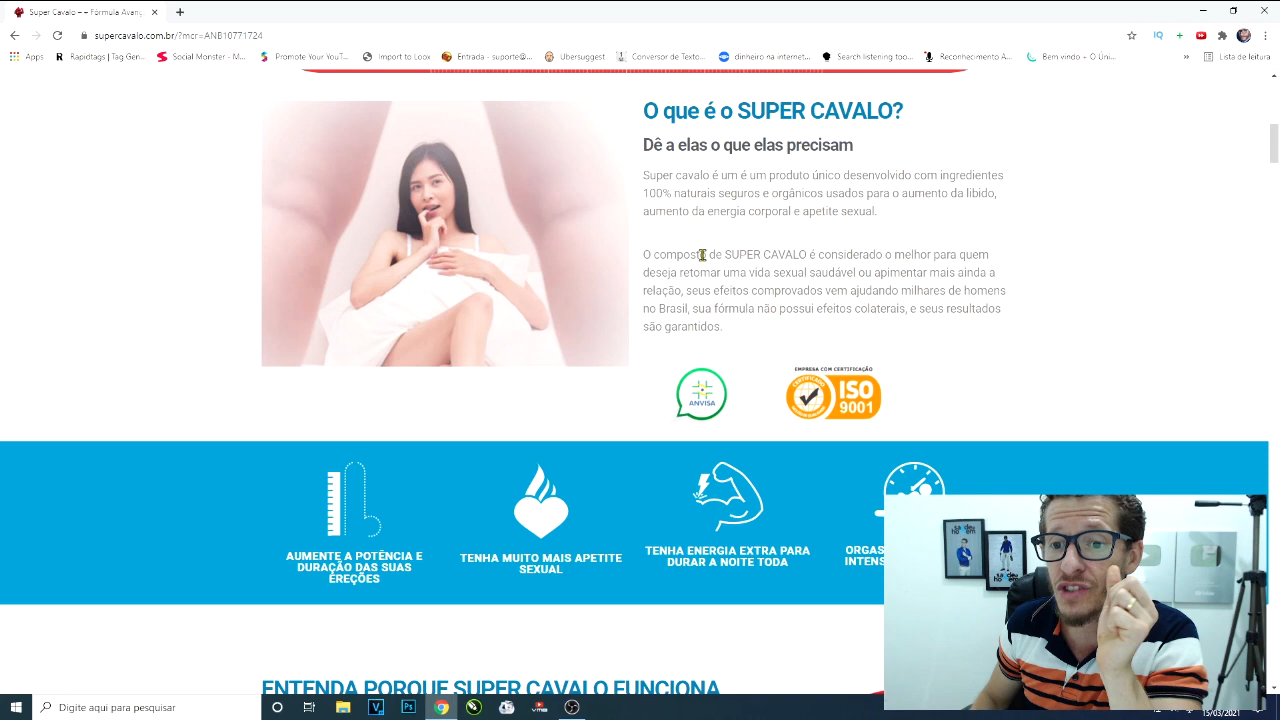 Super Cavalo – – Fórmula Avanç
supercavalo.com.br/?mcr=ANB10771724
Apps
Rapidtags | Tag Gen...
Social Monster - M...
Promote Your YouT...
Import to Loox
Entrada - suporte@...
Ubersuggest
Conversor de Texto...
dinheiro na internet...
Search listening too...
Reconhecimento A...
Bem vindo + O Úni...
»
Lista de leitura
O que é o SUPER CAVALO?
Dê a elas o que elas precisam
Super cavalo é um é um produto único desenvolvido com ingredientes
100% naturais seguros e orgânicos usados para o aumento da libido,
aumento da energia corporal e apetite sexual.
O composto de SUPER CAVALO é considerado o melhor para quem
deseja retomar uma vida sexual saudável ou apimentar mais ainda a
relação, seus efeitos comprovados vem ajudando milhares de homens
no Brasil, sua fórmula não possui efeitos colaterais, e seus resultados
são garantidos.
ANVISA
EMPRESA COM CERTIFICAÇÃO
ISO
9001
AUMENTE A POTÊNCIA E
DURAÇÃO DAS SUAS
EREÇÕES
TENHA MUITO MAIS APETITE
SEXUAL
TENHA ENERGIA EXTRA PARA
DURAR A NOITE TODA
ORGAS
INTENS
ENTENDA PORQUE SUPER CAVALO FUNCIONA
Digite aqui para pesquisar
15/03/2021